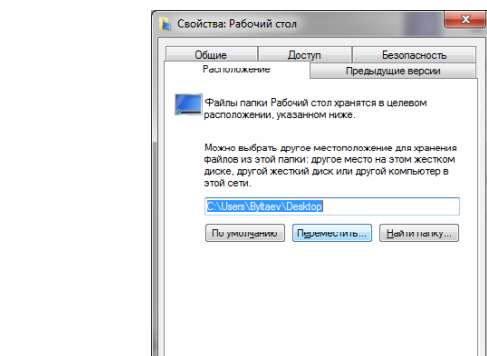 Свойства: Рабочий стол
Общие Доступ Безопасность
Расположение Предыдущие версии
Файлы папки Рабочий стол хранятся в целевом
расположении, указанном ниже.
Можно выбрать другое местоположение для хранения
файлов из этой папки: другое место на этом жестком
диске, другой жесткий диск или другой компьютер в
этой сети.
C:\Users\Byltaev\Desktop
По умолчанию Переместить... Найти папку...